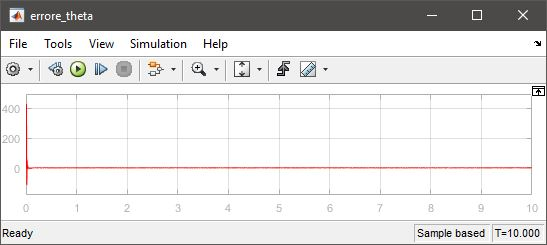 errore_theta
File Tools View Simulation Help
400
200
0
0 1 2 3 4 5 6 7 8 9 10
Ready Sample based T=10.000